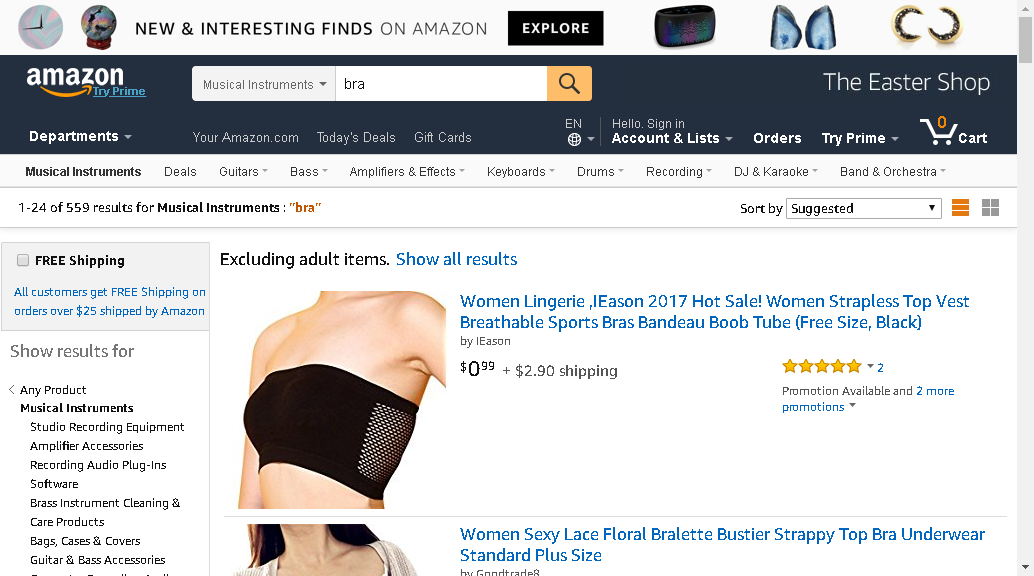 NEW & INTERESTING FINDS ON AMAZON EXPLORE
amazon
Try Prime
Musical Instruments bra
The Easter Shop
Departments
Your Amazon.com Today's Deals Gift Cards
EN
Hello. Sign in
Account & Lists
Orders
Try Prime
0
Cart
Musical Instruments Deals Guitars Bass Amplifiers & Effects Keyboards Drums Recording DJ & Karaoke Band & Orchestra
1-24 of 559 results for Musical Instruments : "bra"
Sort by Suggested
FREE Shipping
All customers get FREE Shipping on
orders over $25 shipped by Amazon
Show results for
Any Product
Musical Instruments
Studio Recording Equipment
Amplifier Accessories
Recording Audio Plug-Ins
Software
Brass Instrument Cleaning &
Care Products
Bags, Cases & Covers
Guitar & Bass Accessories
Excluding adult items. Show all results
Women Lingerie ,IEason 2017 Hot Sale! Women Strapless Top Vest
Breathable Sports Bras Bandeau Boob Tube (Free Size, Black)
by IEason
$0 99 + $2.90 shipping
2
Promotion Available and 2 more
promotions
Women Sexy Lace Floral Bralette Bustier Strappy Top Bra Underwear
Standard Plus Size
by Goodtrade8